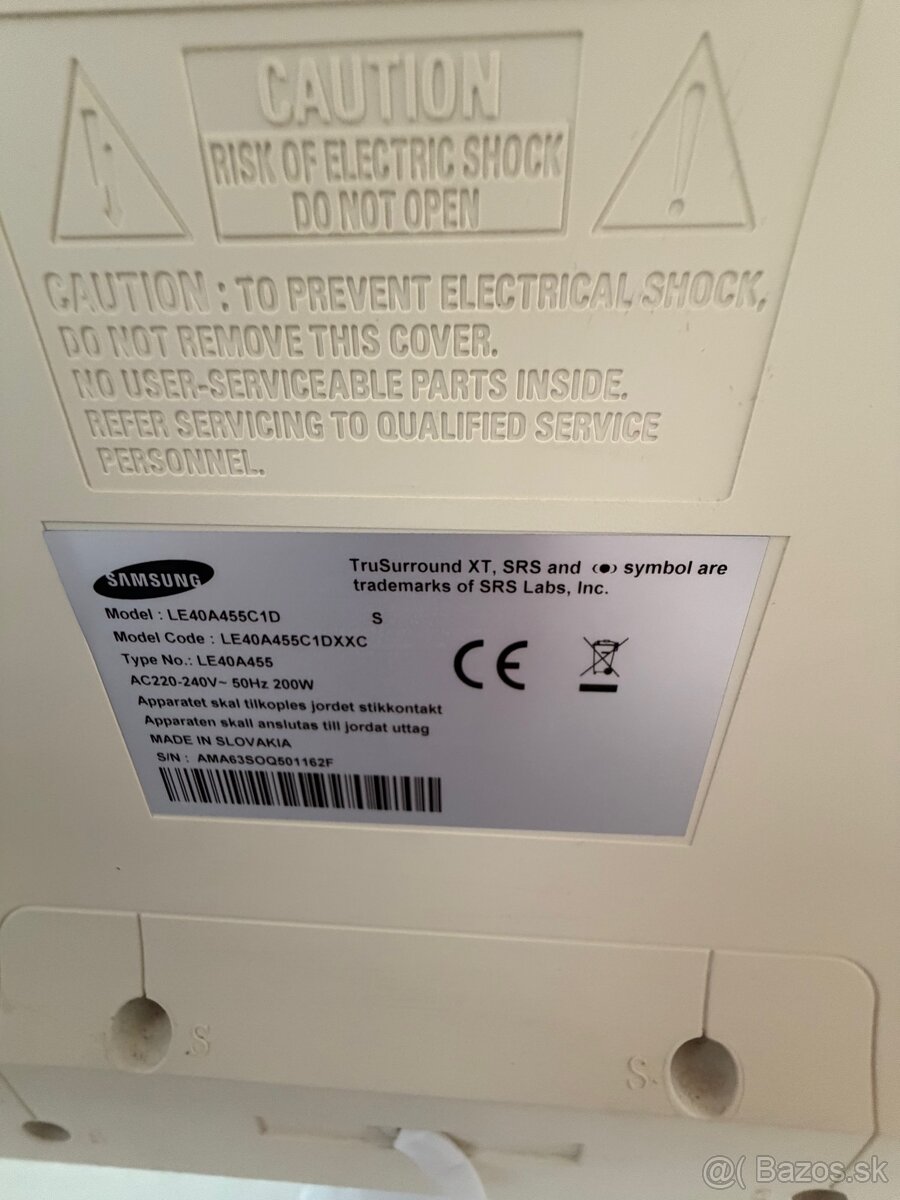 CAUTION
RISK OF ELECTRIC SHOCK
DO NOT OPEN
CAUTION : TO PREVENT ELECTRICAL SHOCK,
DO NOT REMOVE THIS COVER.
NO USER-SERVICEABLE PARTS INSIDE.
REFER SERVICING TO QUALIFIED SERVICE
PERSONNEL.
SAMSUNG
TruSurround XT, SRS and (●) symbol are
trademarks of SRS Labs, Inc.
Model : LE40A455C1D S
Model Code : LE40A455C1DXXC
Type No.: LE40A455
AC220-240V~ 50Hz 200W
Apparatet skal tilkoples jordet stikkontakt
Apparaten skall anslutas till jordat uttag
MADE IN SLOVAKIA
S/N : AMA63SOQ501162F
CE
.S
S.
@( Bazos.sk